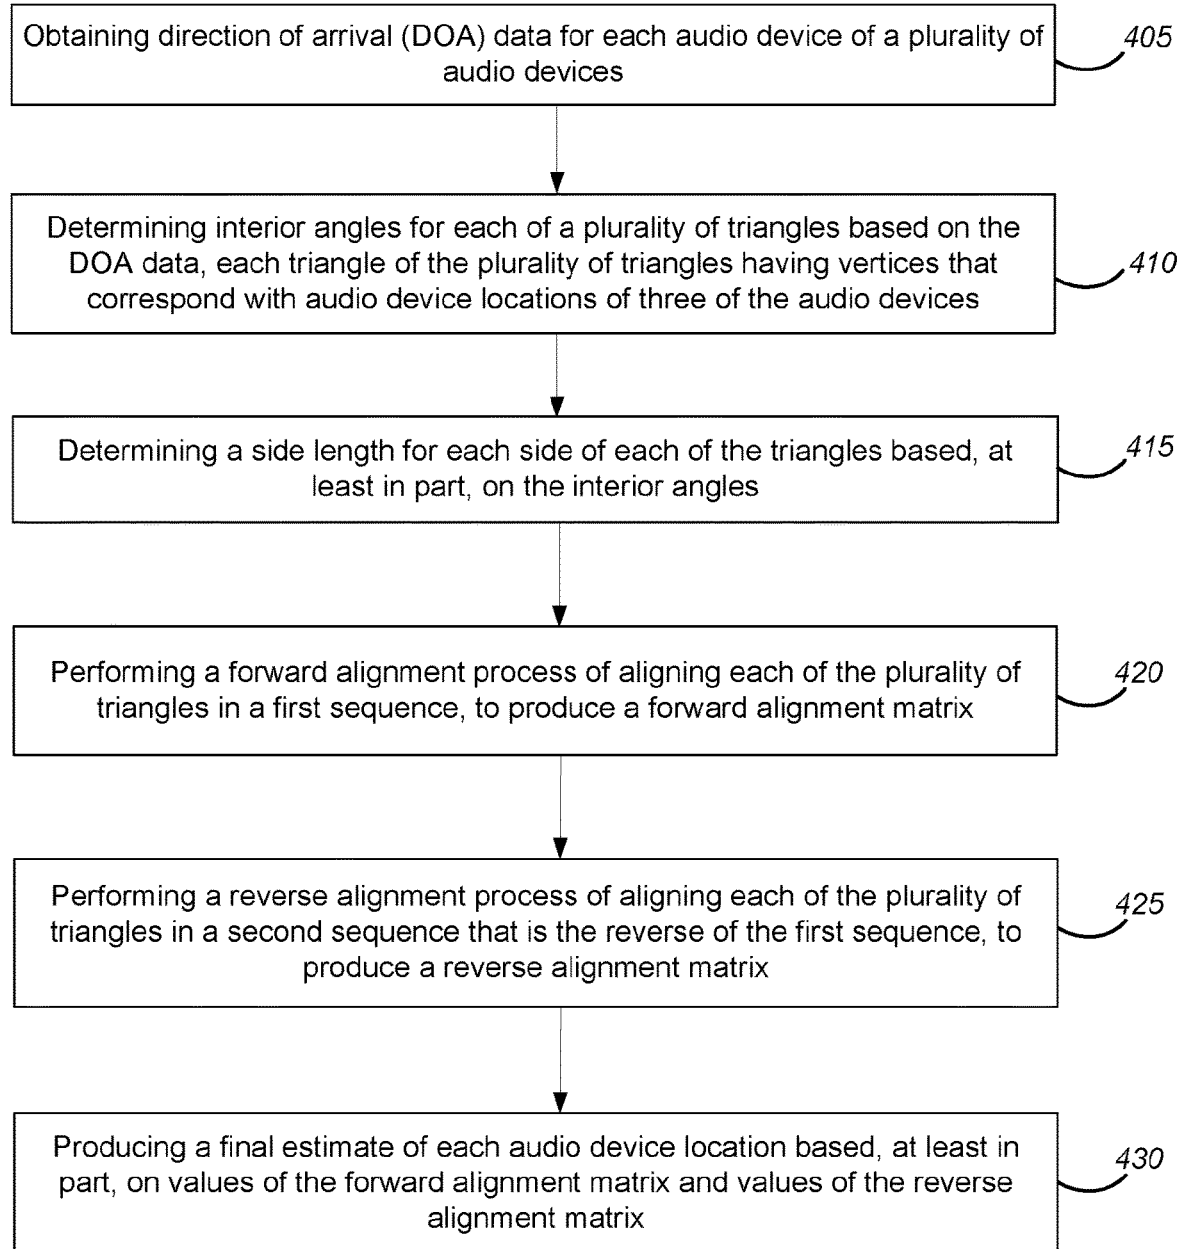 Obtaining direction of arrival (DOA) data for each audio device of a plurality of
audio devices
405
Determining interior angles for each of a plurality of triangles based on the
DOA data, each triangle of the plurality of triangles having vertices that
correspond with audio device locations of three of the audio devices
410
Determining a side length for each side of each of the triangles based, at
least in part, on the interior angles
415
Performing a forward alignment process of aligning each of the plurality of
triangles in a first sequence, to produce a forward alignment matrix
420
Performing a reverse alignment process of aligning each of the plurality of
triangles in a second sequence that is the reverse of the first sequence, to
produce a reverse alignment matrix
425
Producing a final estimate of each audio device location based, at least in
part, on values of the forward alignment matrix and values of the reverse
alignment matrix
430